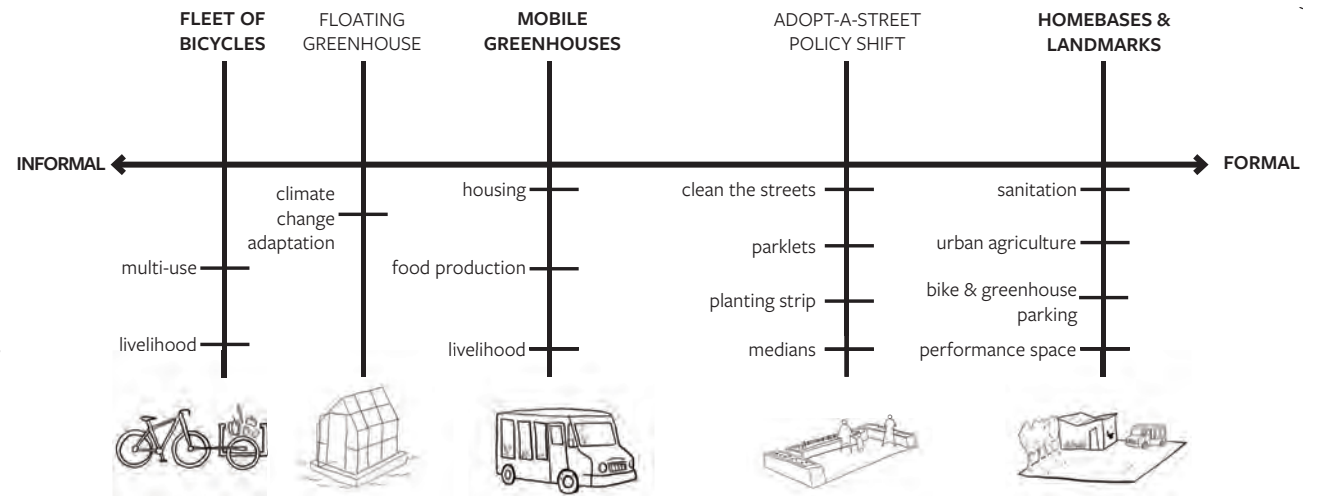 FLEET OF
BICYCLES
FLOATING
GREENHOUSE
MOBILE
GREENHOUSES
ADOPT-A-STREET
POLICY SHIFT
HOMEBASES &
LANDMARKS
INFORMAL
FORMAL
multi-use
livelihood
climate
change
adaptation
housing
food production
livelihood
clean the streets
parklets
planting strip
medians
sanitation
urban agriculture
bike & greenhouse
parking
performance space